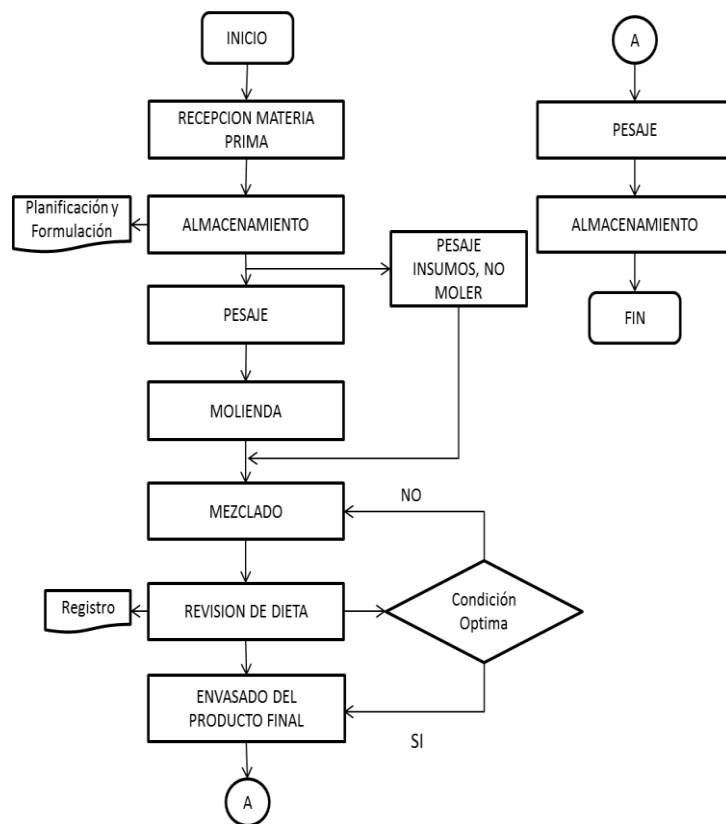 INICIO
RECEPCION MATERIA
PRIMA
Planificación y
Formulación
ALMACENAMIENTO
PESAJE
INSUMOS, NO
MOLER
PESAJE
MOLIENDA
MEZCLADO
NO
Registro
REVISION DE DIETA
Condición
Optima
ENVASADO DEL
PRODUCTO FINAL
SI
A
A
PESAJE
ALMACENAMIENTO
FIN